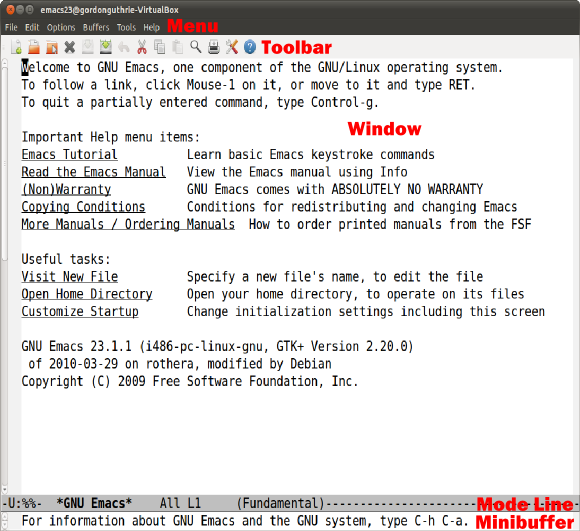 emacs23@gordonguthrie-VirtualBox
File Edit Options Buffers Tools Help Menu
Toolbar
Welcome to GNU Emacs, one component of the GNU/Linux operating system.
To follow a link, click Mouse-1 on it, or move to it and type RET.
To quit a partially entered command, type Control-g.
Window
Important Help menu items:
Emacs Tutorial Learn basic Emacs keystroke commands
Read the Emacs Manual View the Emacs manual using Info
(Non)Warranty GNU Emacs comes with ABSOLUTELY NO WARRANTY
Copying Conditions Conditions for redistributing and changing Emacs
More Manuals / Ordering Manuals How to order printed manuals from the FSF
Useful tasks:
Visit New File Specify a new file's name, to edit the file
Open Home Directory Open your home directory, to operate on its files
Customize Startup Change initialization settings including this screen
GNU Emacs 23.1.1 (i486-pc-linux-gnu, GTK+ Version 2.20.0)
of 2010-03-29 on rothera, modified by Debian
Copyright (C) 2009 Free Software Foundation, Inc.
-U:%%- *GNU Emacs* All L1 (Fundamental)----------------------- Mode Line
For information about GNU Emacs and the GNU system, type C-h C-a. Minibuffer